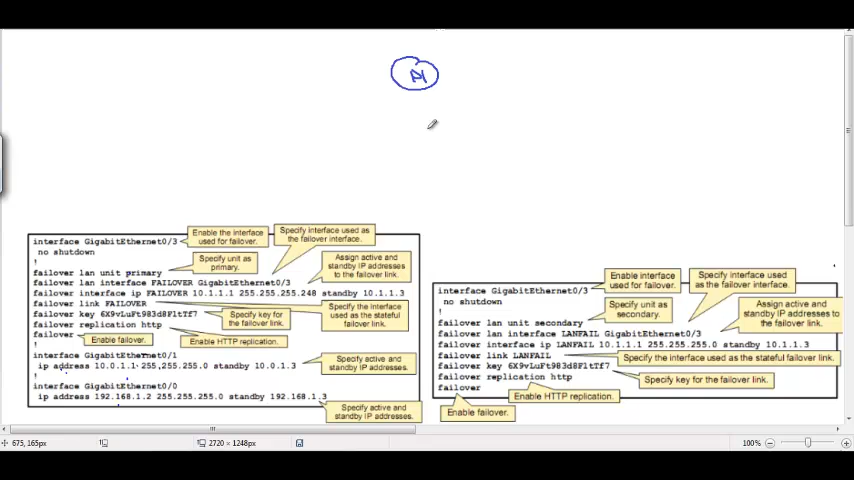 A1
interface GigabitEthernet0/3
no shutdown
!
failover lan unit primary
failover lan interface FAILOVER GigabitEthernet0/3
failover interface ip FAILOVER 10.1.1.1 255.255.255.248 standby 10.1.1.3
failover link FAILOVER
failover key 6X9vLuFt983d8FltTf7
failover replication http
failover
!
interface GigabitEthernet0/1
ip address 10.0.1.1 255.255.255.0 standby 10.0.1.3
!
interface GigabitEthernet0/0
ip address 192.168.1.2 255.255.255.0 standby 192.168.1.3
Enable the interface
used for failover.
Specify interface used as
the failover interface.
Specify unit as
primary.
Assign active and
standby IP addresses
to the failover link.
Specify key for
the failover link.
Specify the interface
used as the stateful
failover link.
Enable failover.
Enable HTTP replication.
Specify active and
standby IP addresses.
Specify active and
standby IP addresses.
interface GigabitEthernet0/3
no shutdown
!
failover lan unit secondary
failover lan interface LANFAIL GigabitEthernet0/3
failover interface ip LANFAIL 10.1.1.1 255.255.255.0 standby 10.1.1.3
failover link LANFAIL
failover key 6X9vLuFt983d8FltTf7
failover replication http
failover
Enable interface
used for failover.
Specify interface used
as the failover interface.
Specify unit as
secondary.
Assign active and
standby IP addresses to
the failover link.
Specify the interface used as the stateful failover link.
Specify key for the failover link.
Enable HTTP replication.
Enable failover.
675, 165px
2720 × 1248px
100%